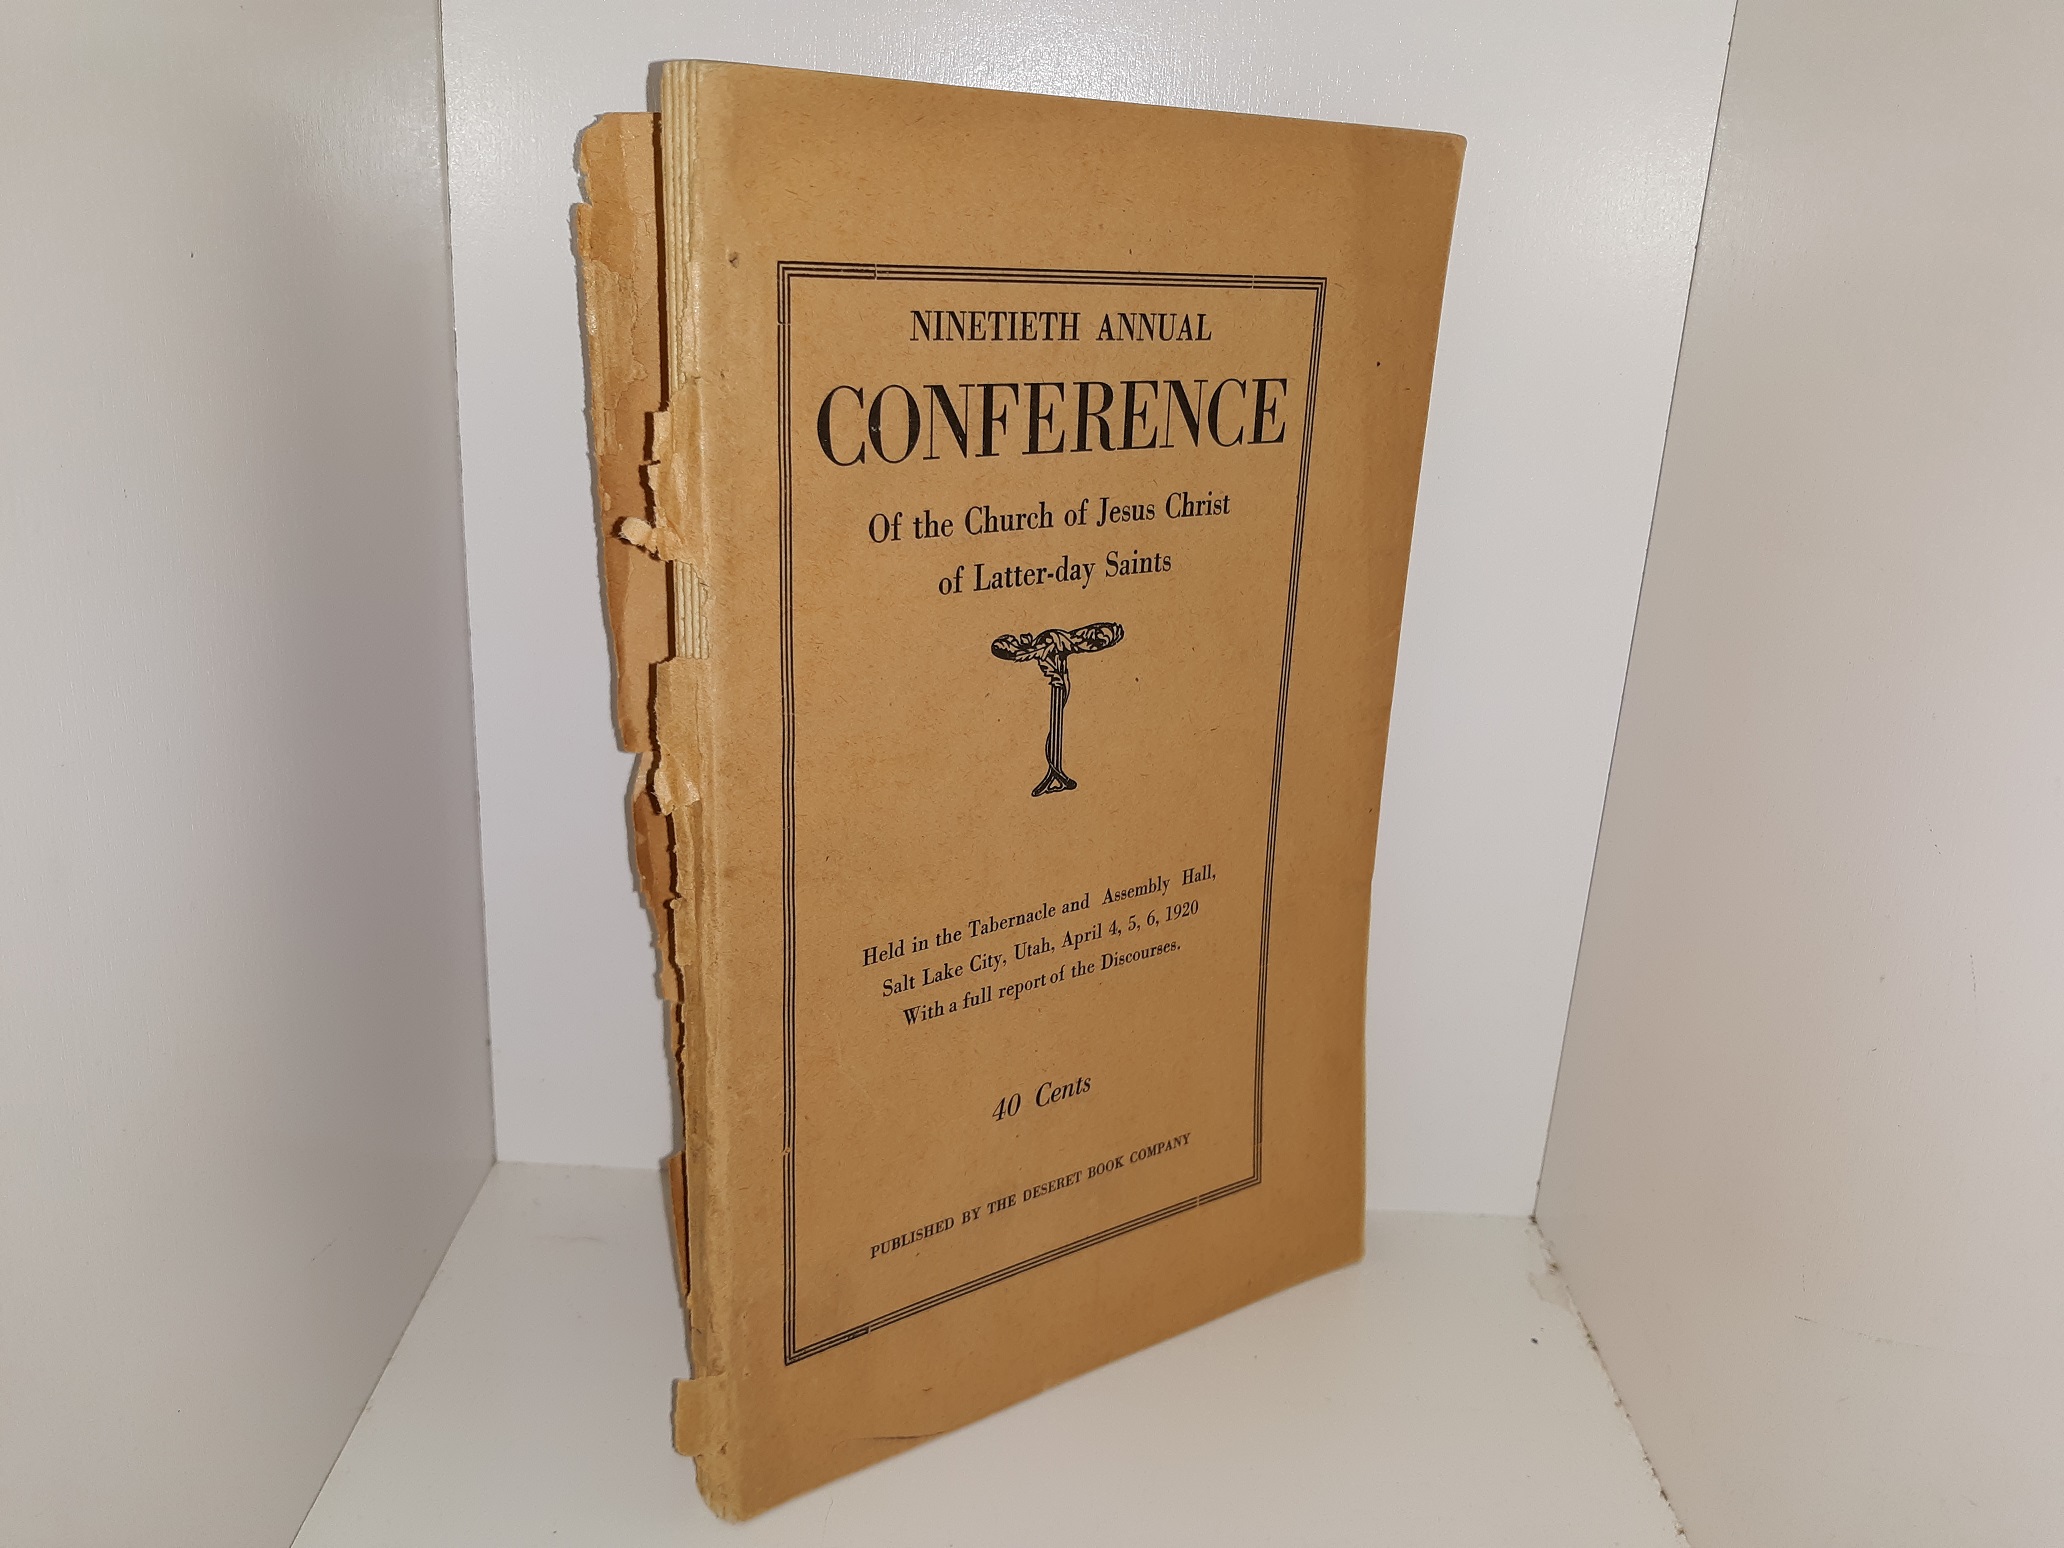 NINETIETH ANNUAL
CONFERENCE
Of the Church of Jesus Christ
of Latter-day Saints
Held in the Tabernacle and Assembly Hall,
Salt Lake City, Utah, April 4, 5, 6, 1920
With a full report of the Discourses.
40 Cents
PUBLISHED BY THE DESERET BOOK COMPANY